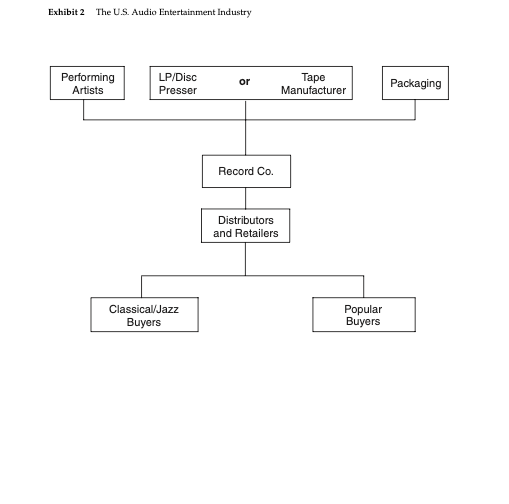 Exhibit 2 The U.S. Audio Entertainment Industry
Performing
Artists
LP/Disc
Presser
or
Tape
Manufacturer
Packaging
Record Co.
Distributors
and Retailers
Classical/Jazz
Buyers
Popular
Buyers